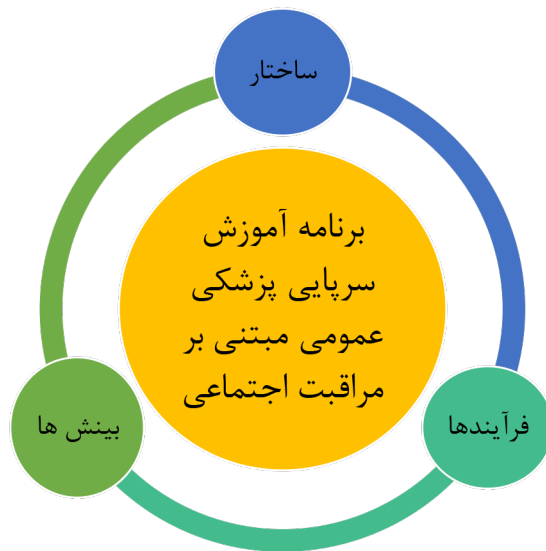 ساختار
برنامه آموزش
سرپایی پزشکی
عمومی مبتنی بر
مراقبت اجتماعی
فرآیندها
بینش ها